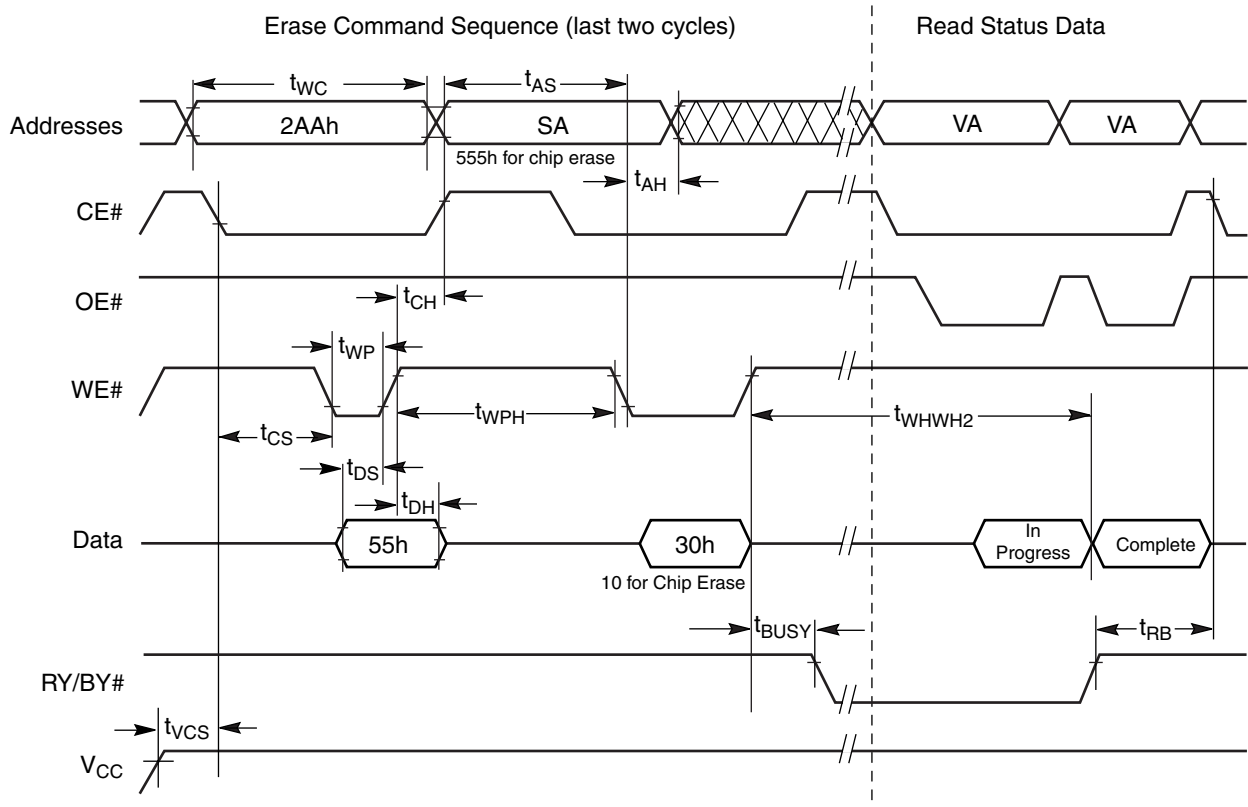 Erase Command Sequence (last two cycles)
Read Status Data
tWC
tAS
Addresses
2AAh
SA
VA
VA
555h for chip erase
tAH
CE#
OE#
tCH
tWP
WE#
tWPH
tWHWH2
tCS
tDS
tDH
Data
55h
30h
In
Progress
Complete
10 for Chip Erase
tBUSY
tRB
RY/BY#
tVCS
VCC